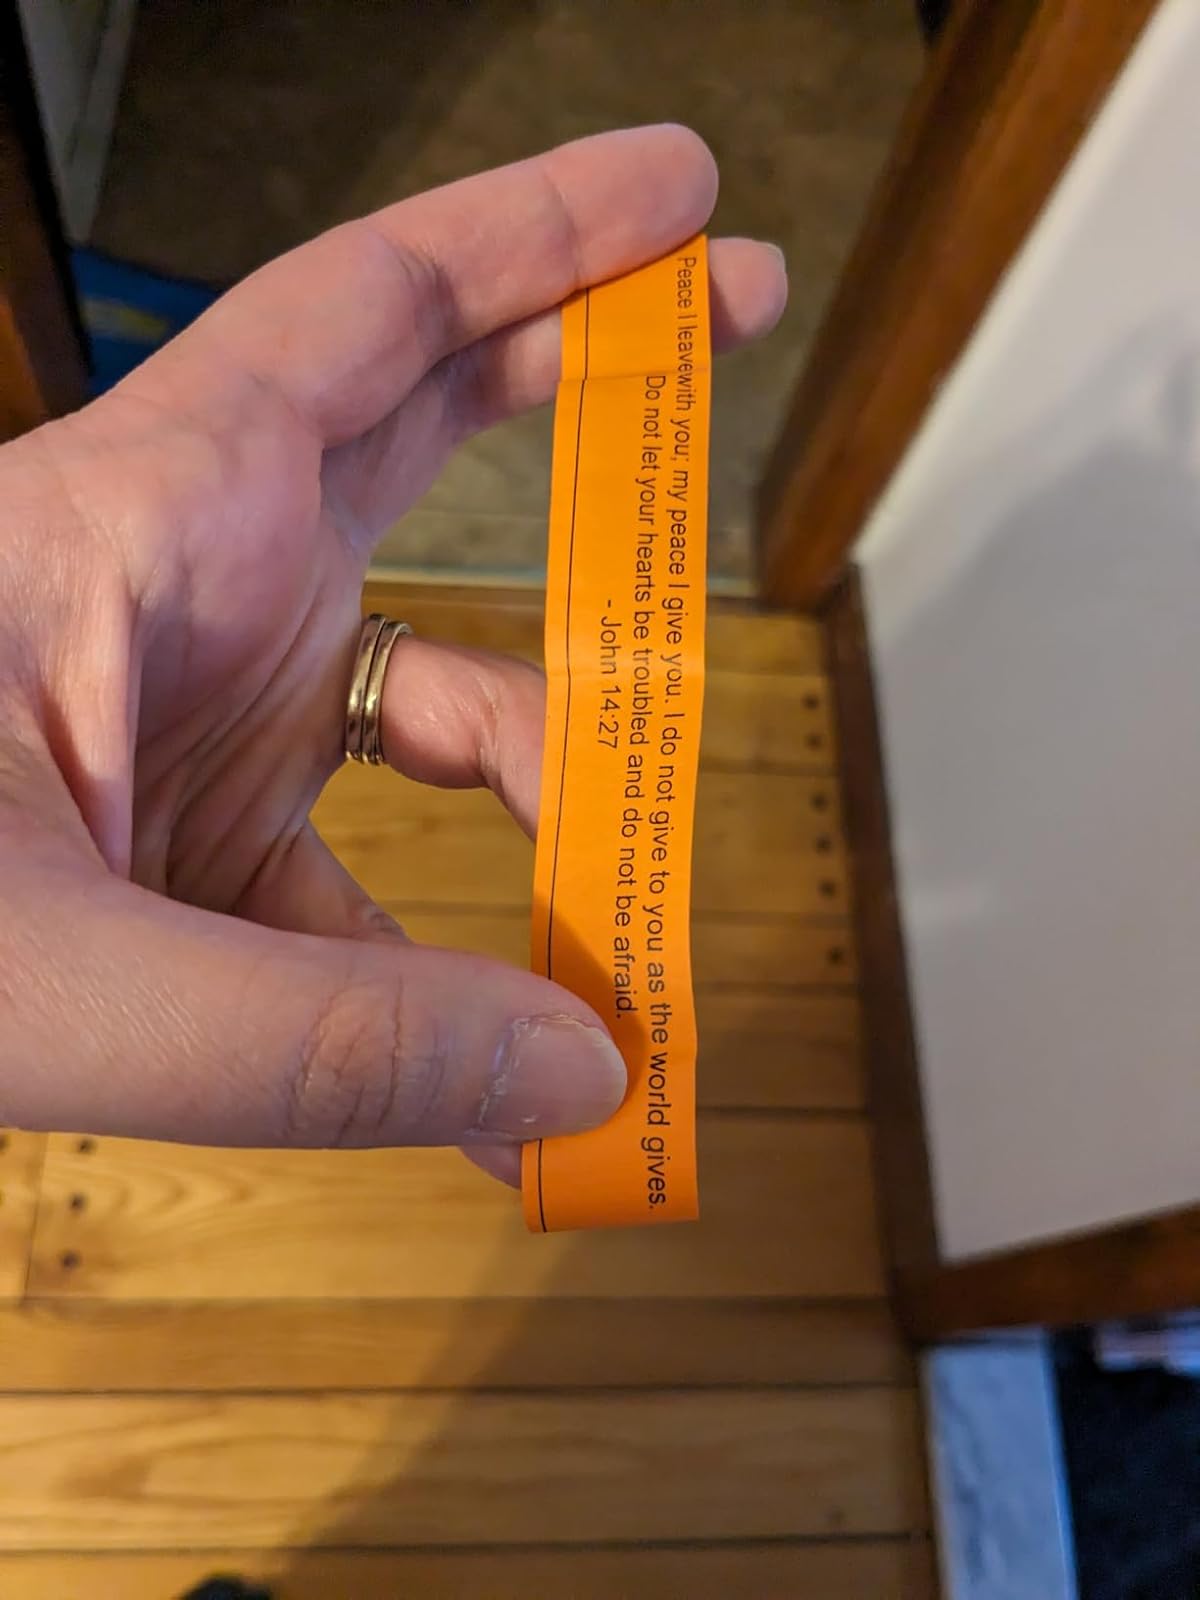 Peace I leavewith you; my peace I give you. I do not give to you as the world gives.
Do not let your hearts be troubled and do not be afraid.
- John 14:27